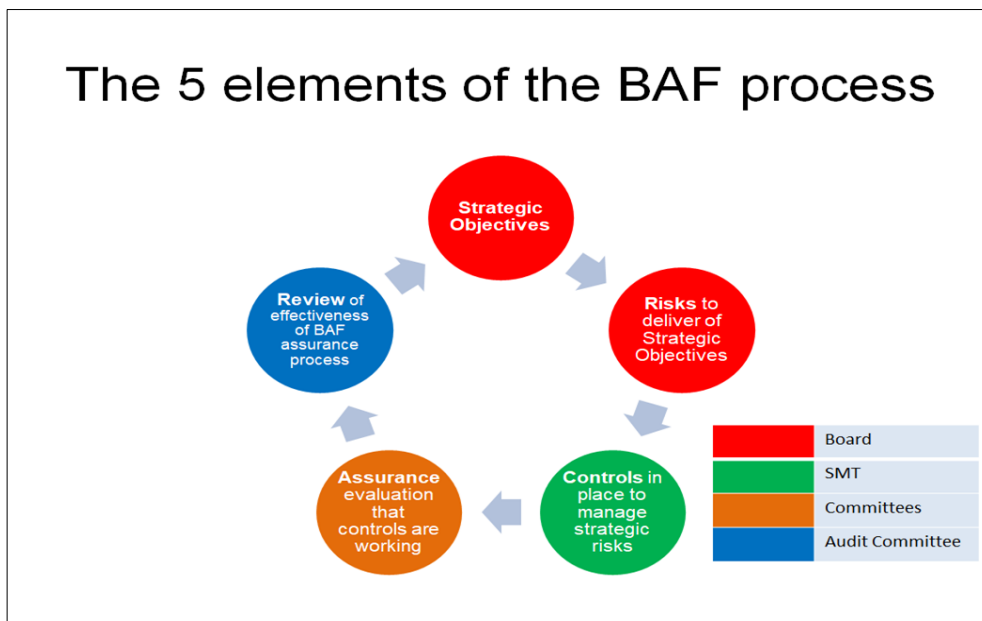 The 5 elements of the BAF process
Strategic
Objectives
Risks to
deliver of
Strategic
Objectives
Controls in
place to
manage
strategic
risks
Assurance
evaluation
that
controls are
working
Review of
effectiveness
of BAF
assurance
process
Board
SMT
Committees
Audit Committee